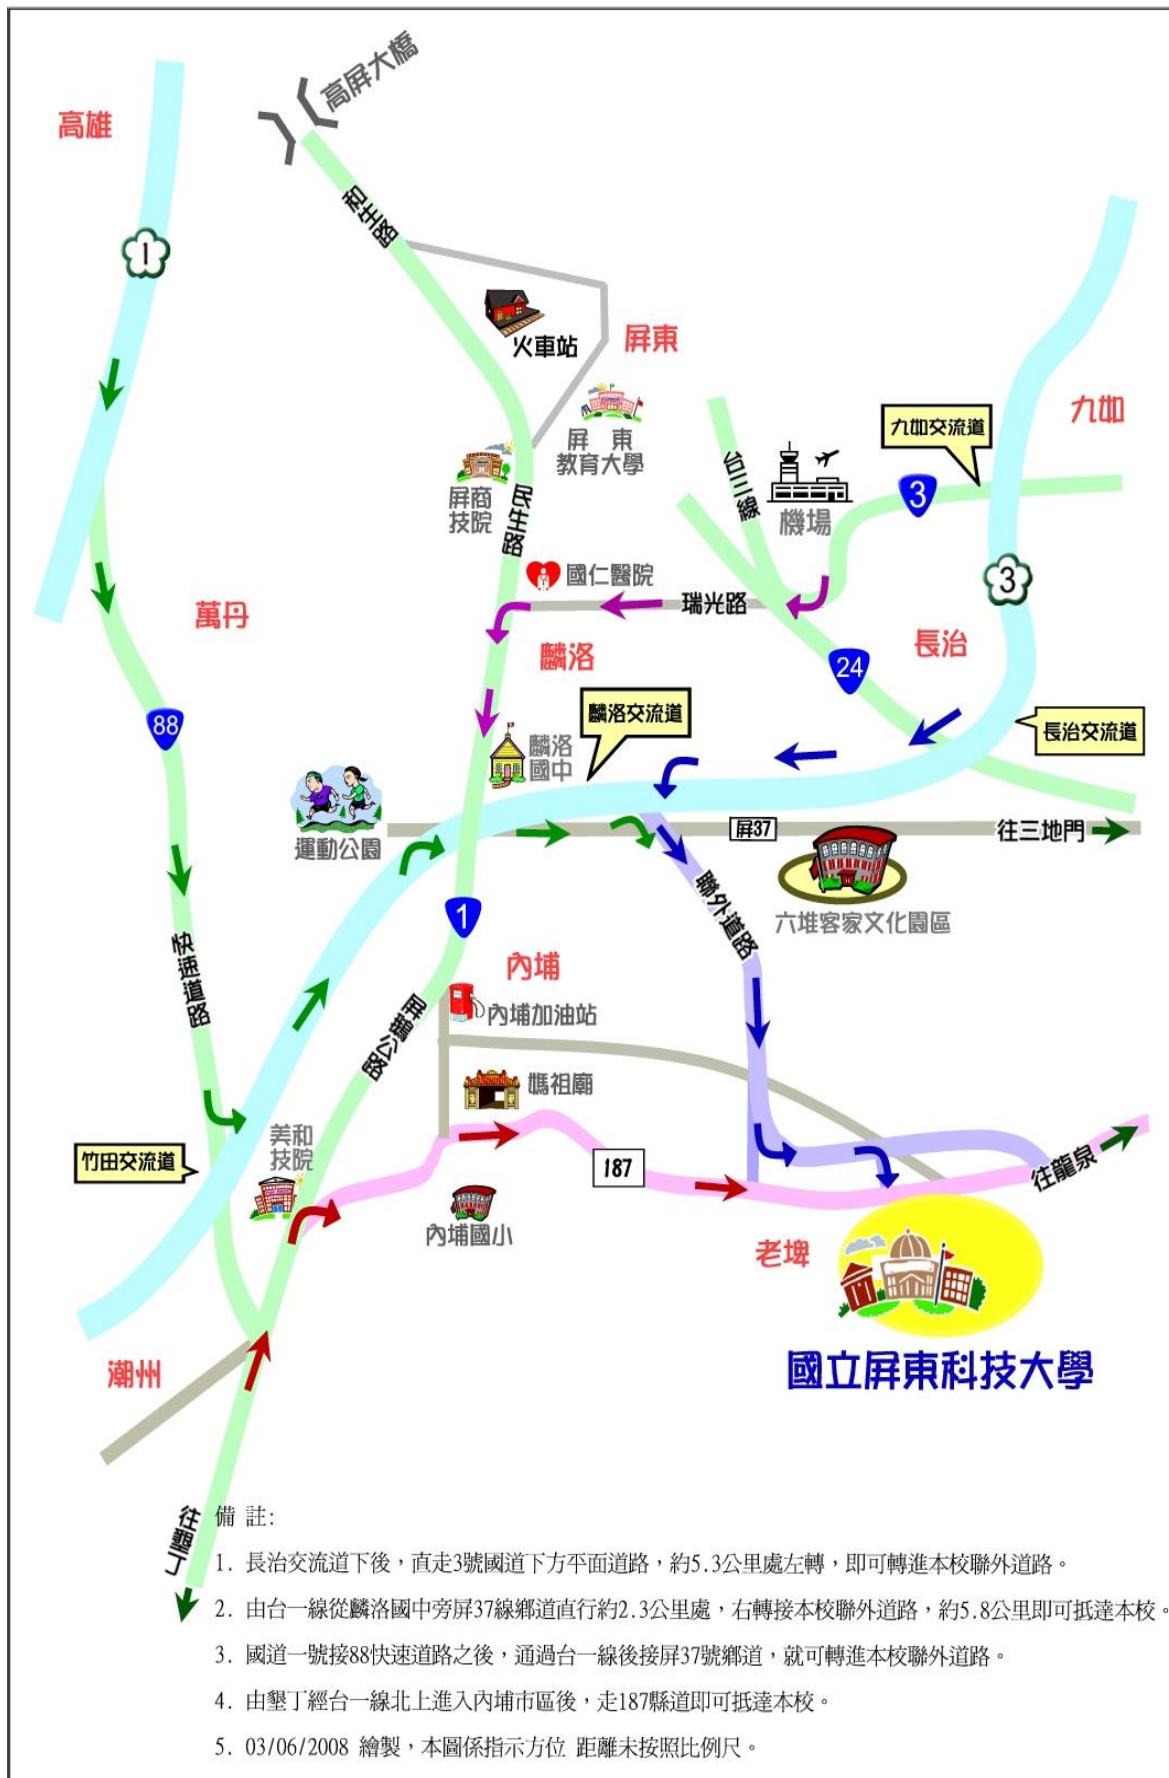 高屏大橋
高雄
和生路
1
火車站
屏東
九如
九如交流道
屏東
教育大學
台三線
3
屏商
技院
民生路
機場
國仁醫院
3
瑞光路
萬丹
麟洛
長治
24
88
麟洛交流道
長治交流道
麟洛
國中
運動公園
屏37
往三地門
聯外道路
六堆客家文化園區
1
快速道路
內埔
內埔加油站
屏鵝公路
媽祖廟
美和
技院
竹田交流道
187
往龍泉
內埔國小
老埤
國立屏東科技大學
潮州
往墾丁
備 註:
1. 長治交流道下後，直走3號國道下方平面道路，約5.3公里處左轉，即可轉進本校聯外道路。
2. 由台一線從麟洛國中旁屏37線鄉道直行約2.3公里處，右轉接本校聯外道路，約5.8公里即可抵達本校。
3. 國道一號接88快速道路之後，通過台一線後接屏37號鄉道，就可轉進本校聯外道路。
4. 由墾丁經台一線北上進入內埔市區後，走187縣道即可抵達本校。
5. 03/06/2008 繪製，本圖係指示方位 距離未按照比例尺。